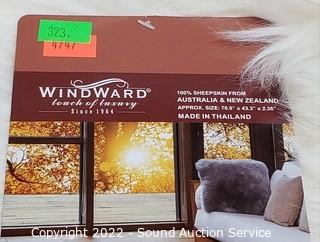 323.
4747
WINDWARD®
touch of luxury
Since 1964
100% SHEEPSKIN FROM
AUSTRALIA & NEW ZEALAND
APPROX. SIZE: 70.9" x 43.3" x 2.36"
MADE IN THAILAND
Copyright 2022 - Sound Auction Service